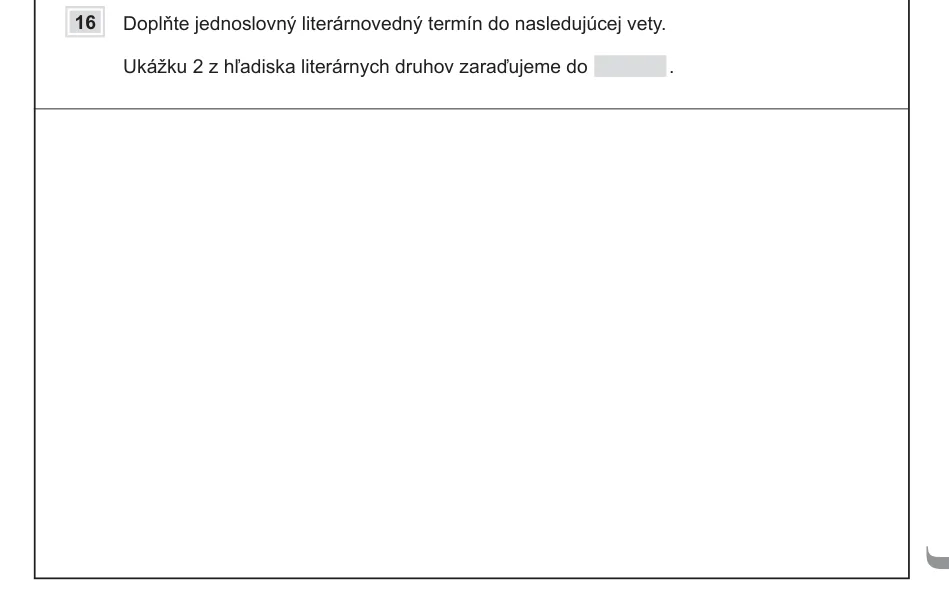 16 Doplňte jednoslovný literárnovedný termín do nasledujúcej vety.
Ukážku 2 z hľadiska literárnych druhov zaraďujeme do .